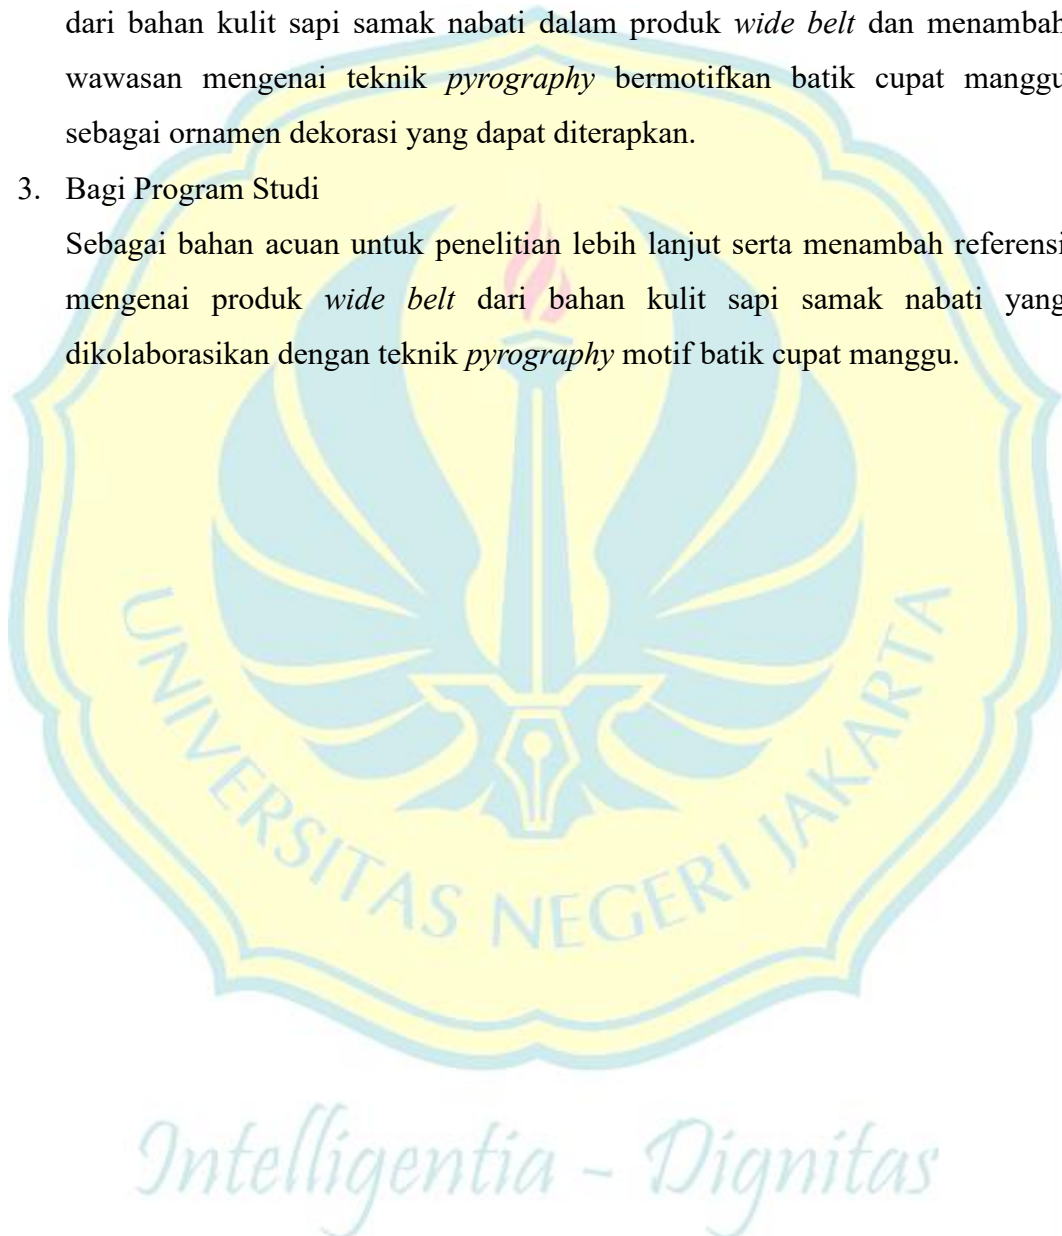 dari bahan kulit sapi samak nabati dalam produk wide belt dan menambah
wawasan mengenai teknik pyrography bermotifkan batik cupat manggu
sebagai ornamen dekorasi yang dapat diterapkan.
3. Bagi Program Studi
Sebagai bahan acuan untuk penelitian lebih lanjut serta menambah referensi
mengenai produk wide belt dari bahan kulit sapi samak nabati yang
dikolaborasikan dengan teknik pyrography motif batik cupat manggu.
UNIVERSITAS NEGERI JAKARTA
Intelligentia - Dignitas